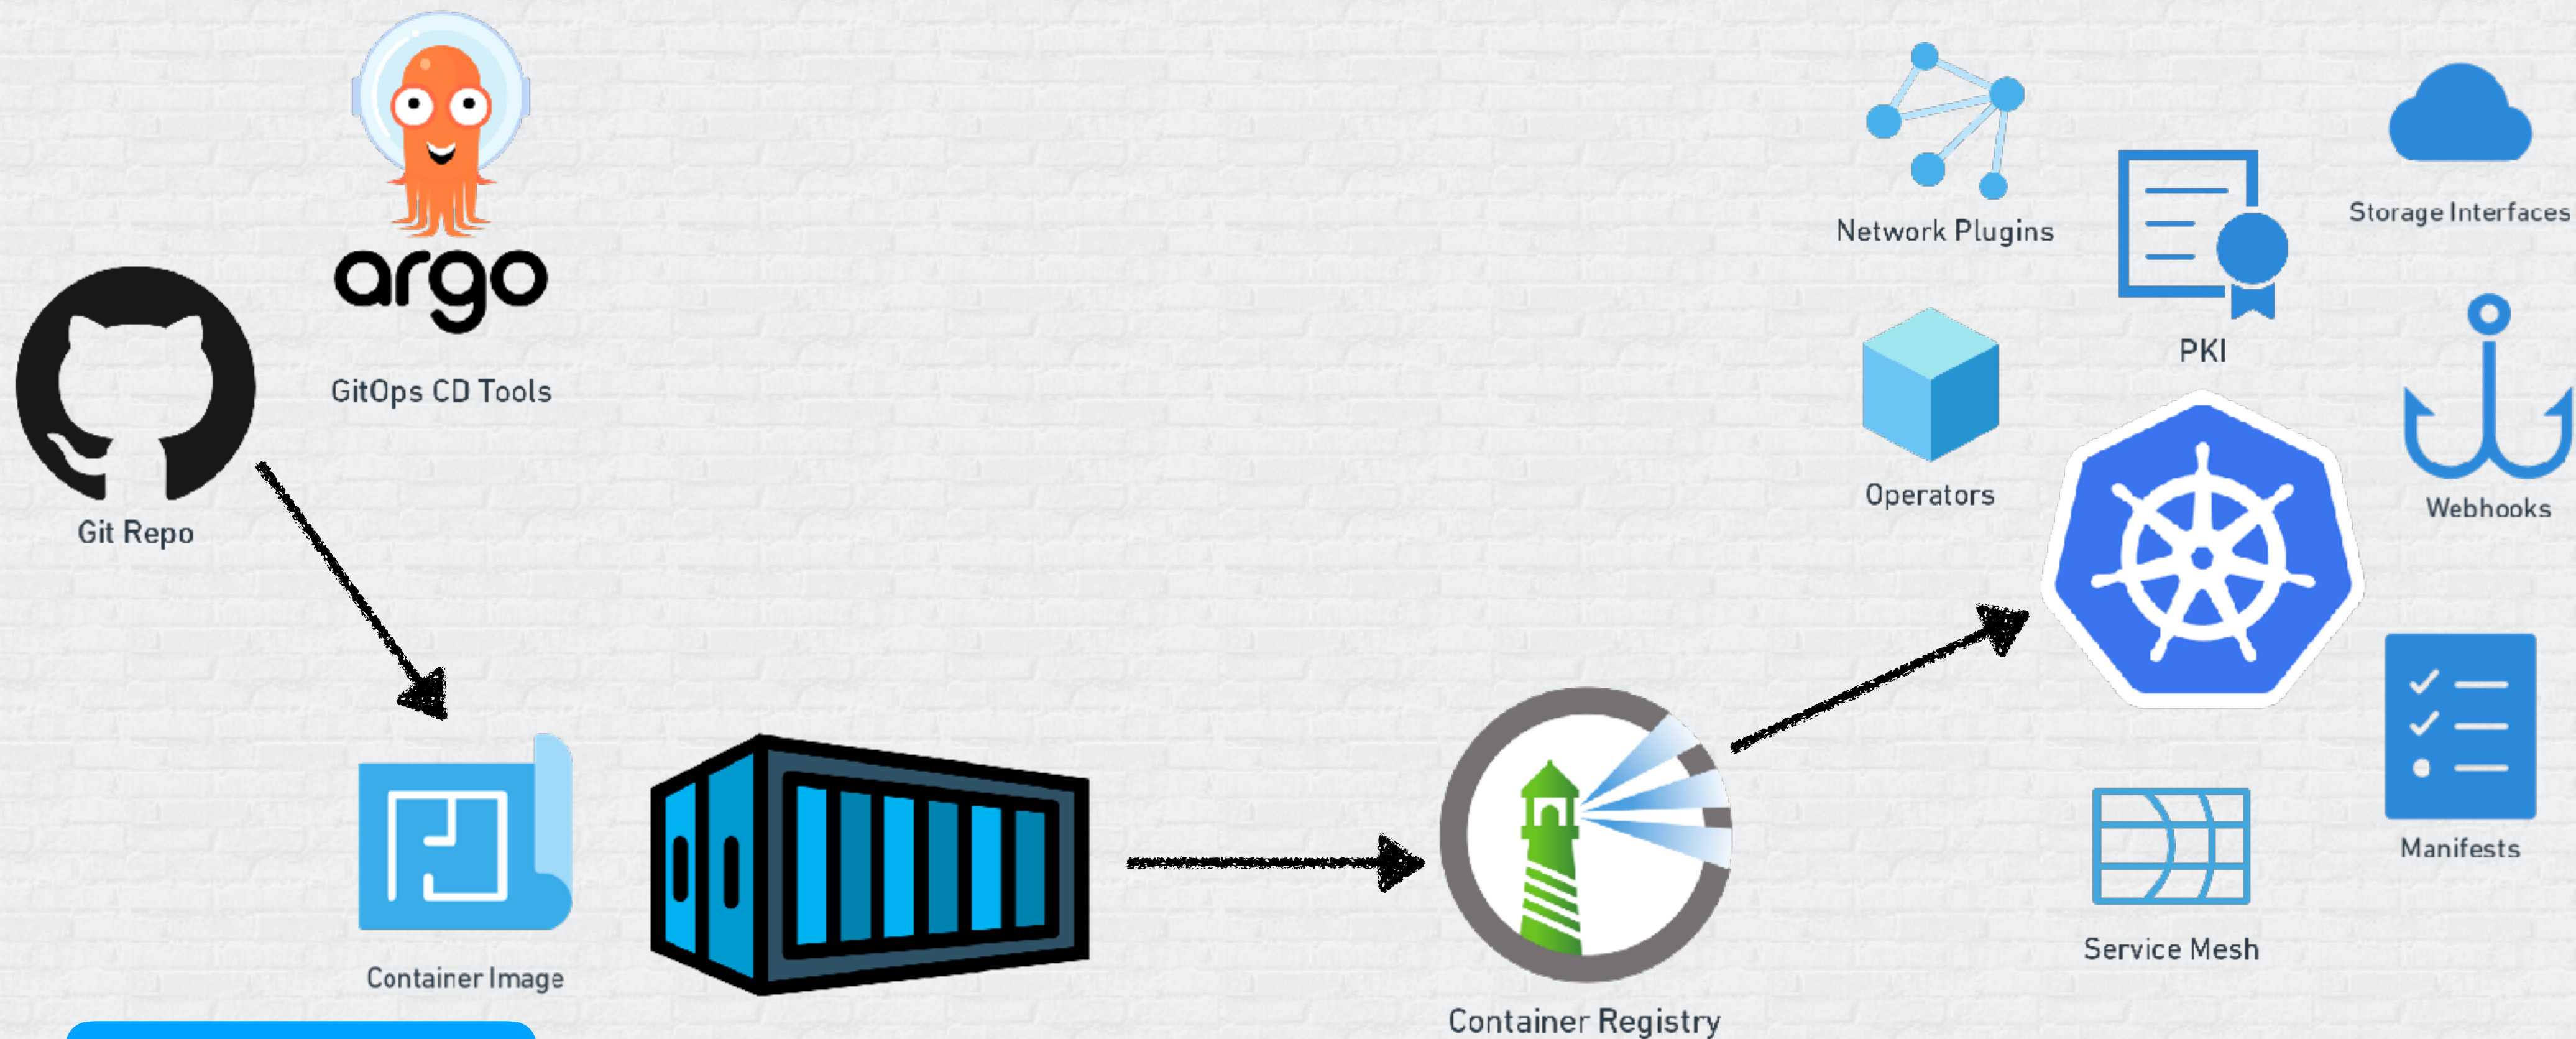 argo
GitOps CD Tools
Git Repo
Container Image
Container Registry
Network Plugins
Storage Interfaces
PKI
Operators
Webhooks
Manifests
Service Mesh